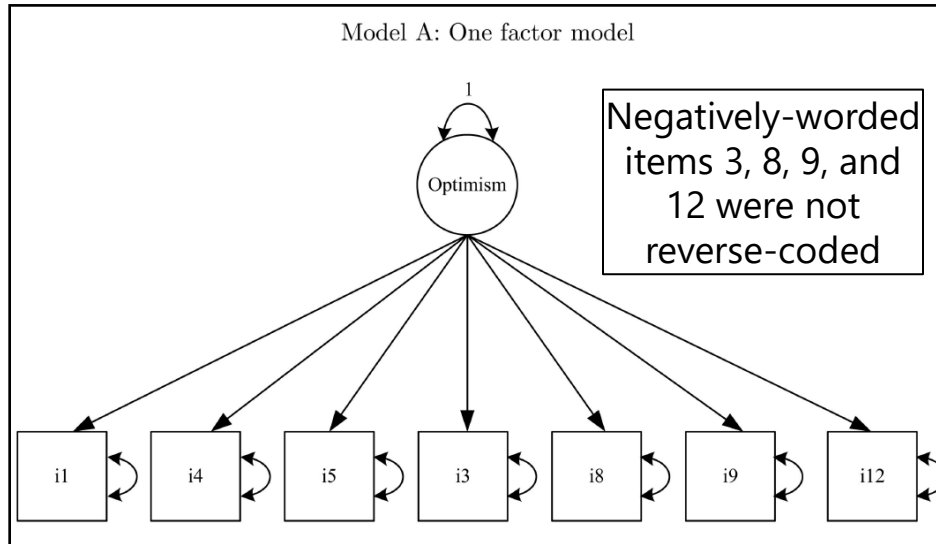 Model A: One factor model
1
Negatively-worded
items 3, 8, 9, and
12 were not
reverse-coded
Optimism
i1 i4 i5 i3 i8 i9 i12